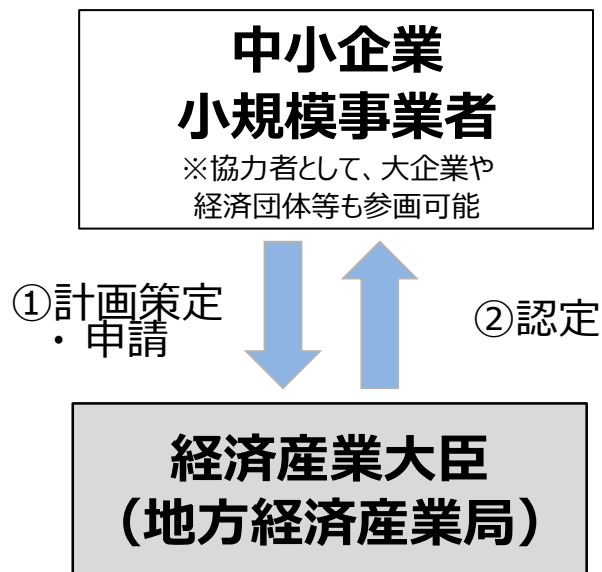 中小企業
小規模事業者
※協力者として、大企業や
経済団体等も参画可能
①計画策定
・申請
②認定
経済産業大臣
（地方経済産業局）